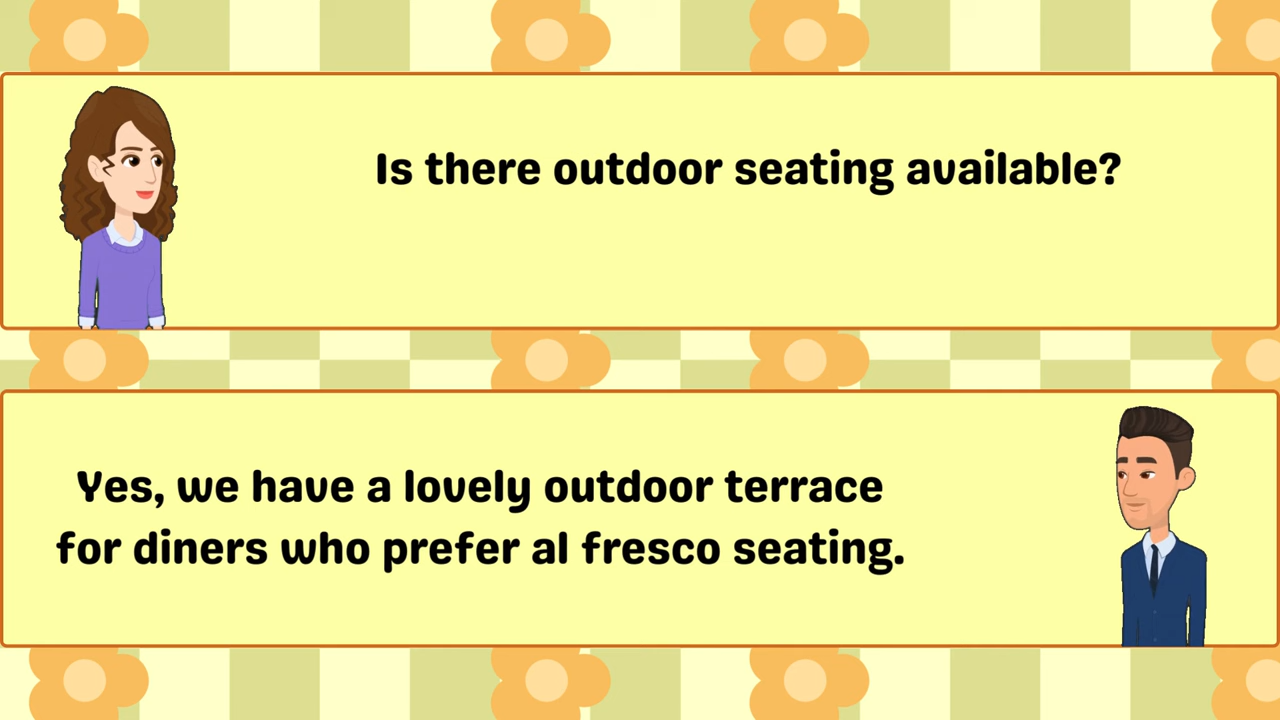 Is there outdoor seating available?
Yes, we have a lovely outdoor terrace
for diners who prefer al fresco seating.